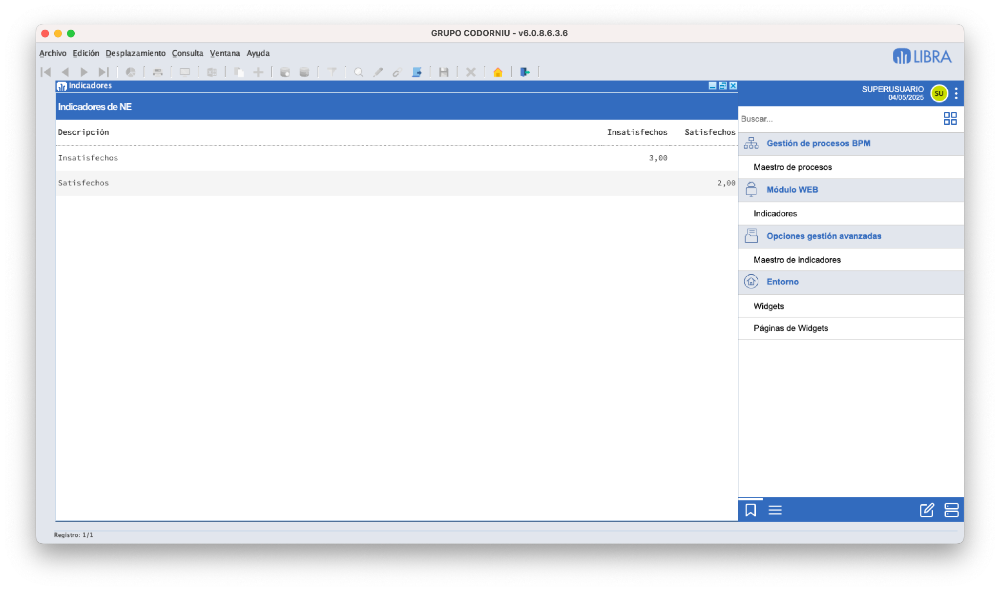 GRUPO CODORNIU - v6.0.8.6.3.6
Archivo Edición Desplazamiento Consulta Ventana Ayuda
LIBRA
Indicadores
SUPERUSUARIO
04/05/2025
SU
Indicadores de NE
Buscar...
Descripción Insatisfechos Satisfechos
Insatisfechos 3,00
Satisfechos 2,00
Gestión de procesos BPM
Maestro de procesos
Módulo WEB
Indicadores
Opciones gestión avanzadas
Maestro de indicadores
Entorno
Widgets
Páginas de Widgets
Registro: 1/1